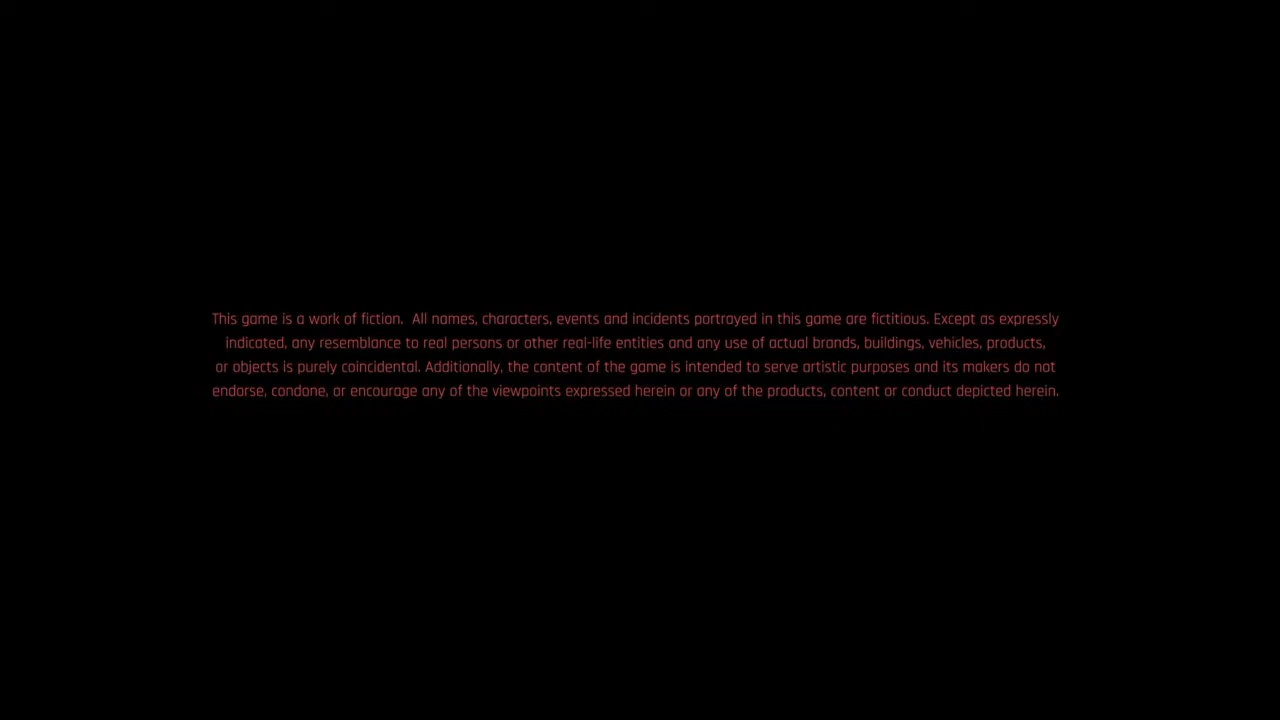 This game is a work of fiction.  All names, characters, events and incidents portrayed in this game are fictitious. Except as expressly
indicated, any resemblance to real persons or other real-life entities and any use of actual brands, buildings, vehicles, products,
or objects is purely coincidental. Additionally, the content of the game is intended to serve artistic purposes and its makers do not
endorse, condone, or encourage any of the viewpoints expressed herein or any of the products, content or conduct depicted herein.